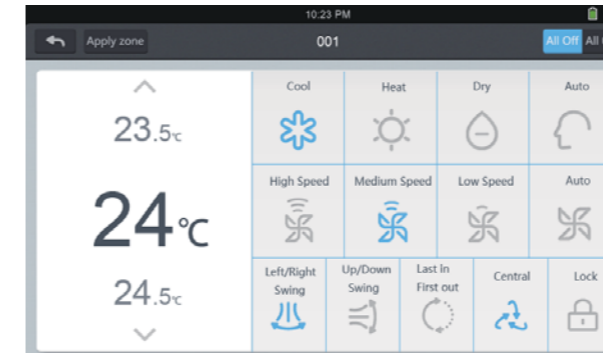 10:23 PM
Apply zone
001
All Off
All
23.5℃
24℃
24.5℃
Cool
Heat
Dry
Auto
High Speed
Medium Speed
Low Speed
Auto
Left/Right
Swing
Up/Down
Swing
Last In
First out
Central
Lock